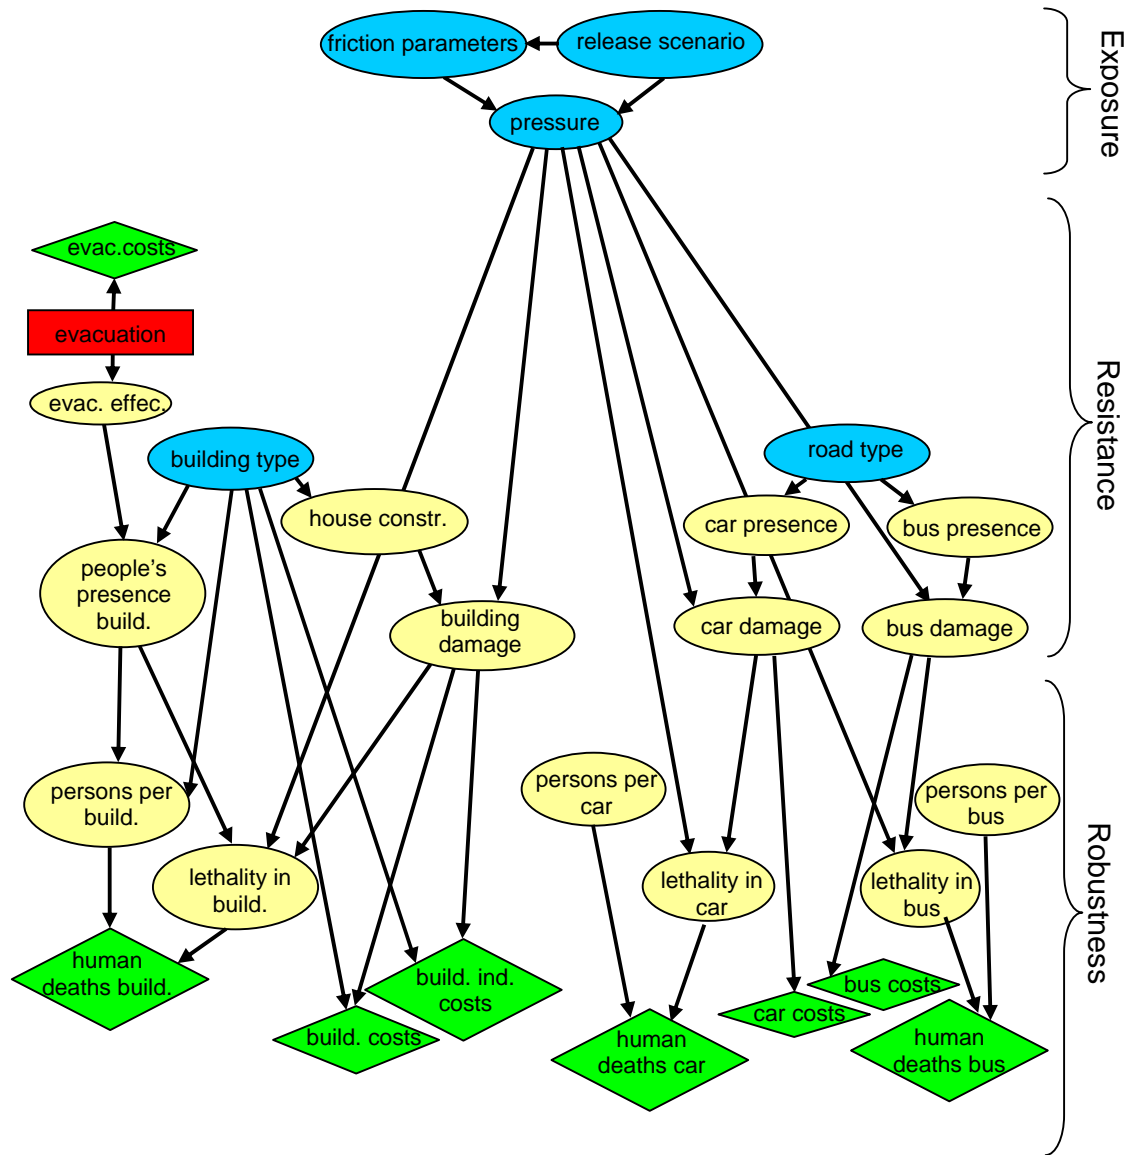 friction parameters
release scenario
pressure
Exposure
evac.costs
evacuation
evac. effec.
building type
road type
house constr.
car presence
bus presence
Resistance
people's
presence
build.
building
damage
car damage
bus damage
persons per
build.
persons per
car
persons per
bus
lethality in
build.
lethality in
car
lethality in
bus
Robustness
human
deaths build.
build. ind.
costs
build. costs
bus costs
car costs
human
deaths car
human
deaths bus